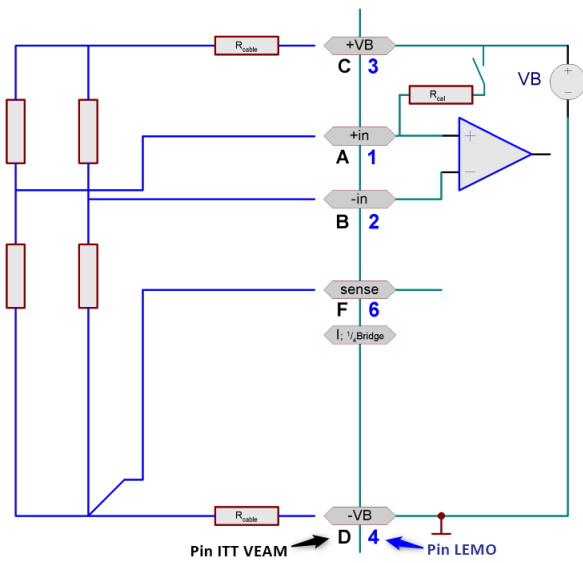 Rcable
+VB
C 3
VB
+
−
Rcal
+in
A 1
+
−
-in
B 2
sense
F 6
I; ¼Bridge
Rcable
-VB
D 4
Pin ITT VEAM
Pin LEMO